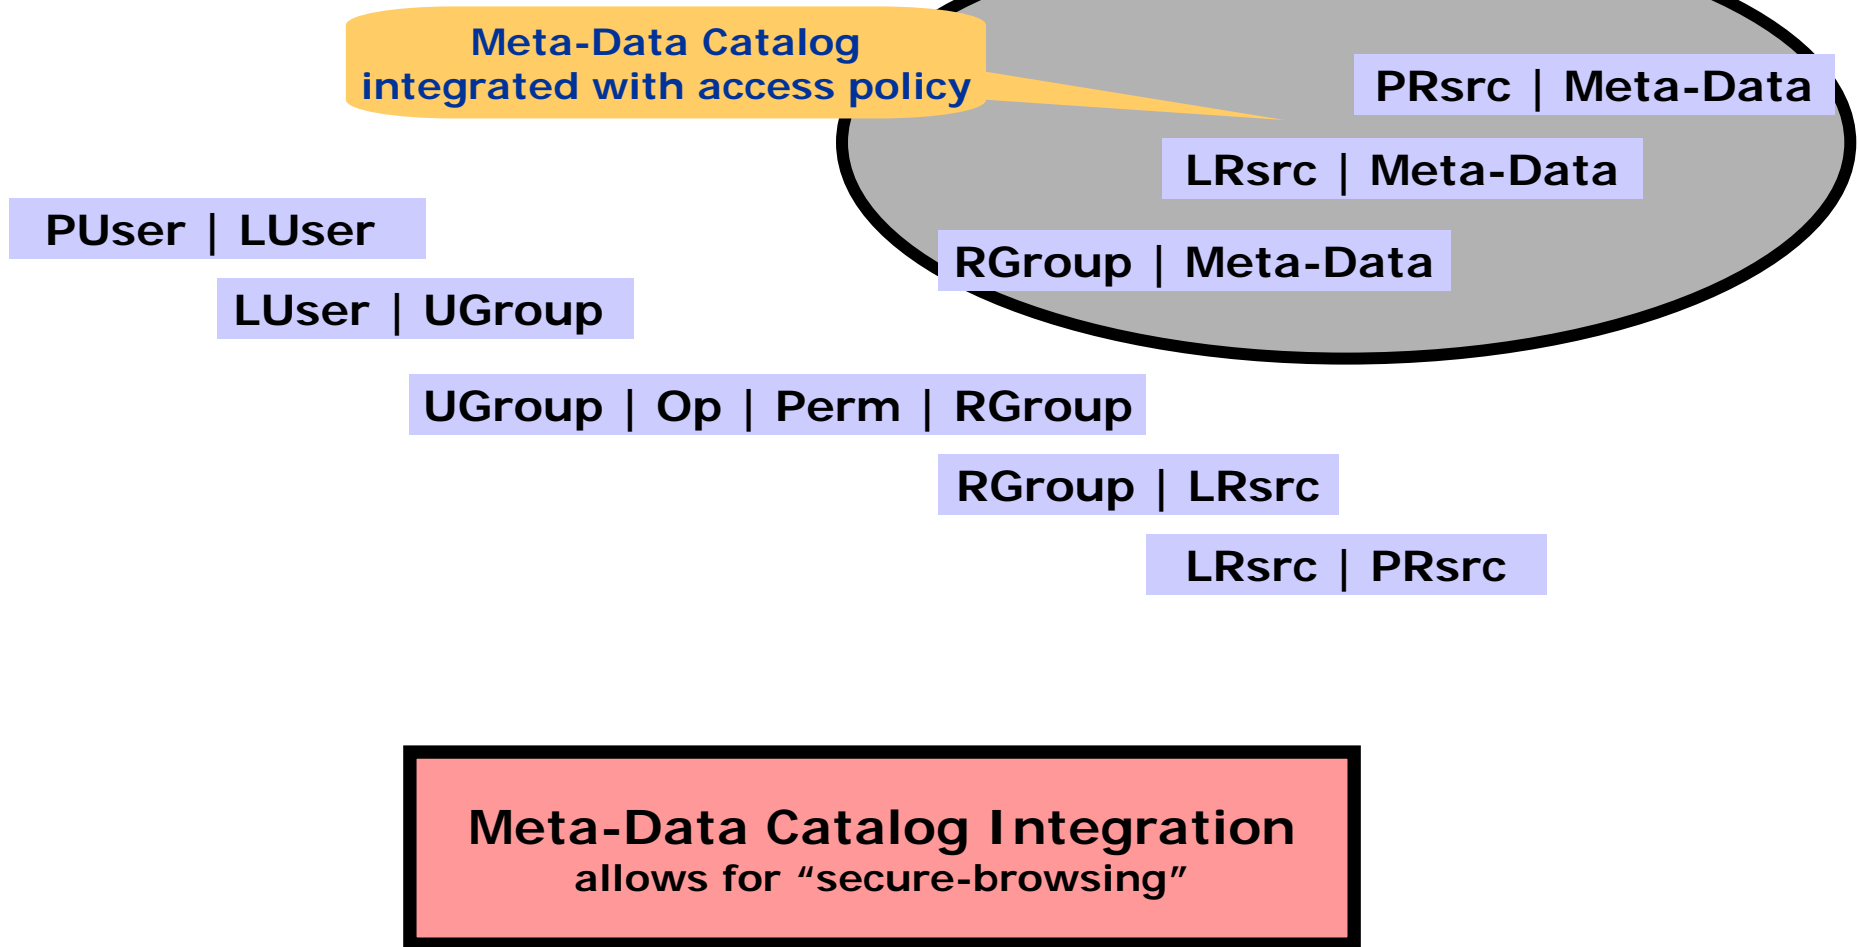 Meta-Data Catalog
integrated with access policy
PRsrc | Meta-Data
LRsrc | Meta-Data
PUser | LUser
RGroup | Meta-Data
LUser | UGroup
UGroup | Op | Perm | RGroup
RGroup | LRsrc
LRsrc | PRsrc
Meta-Data Catalog Integration
allows for “secure-browsing”